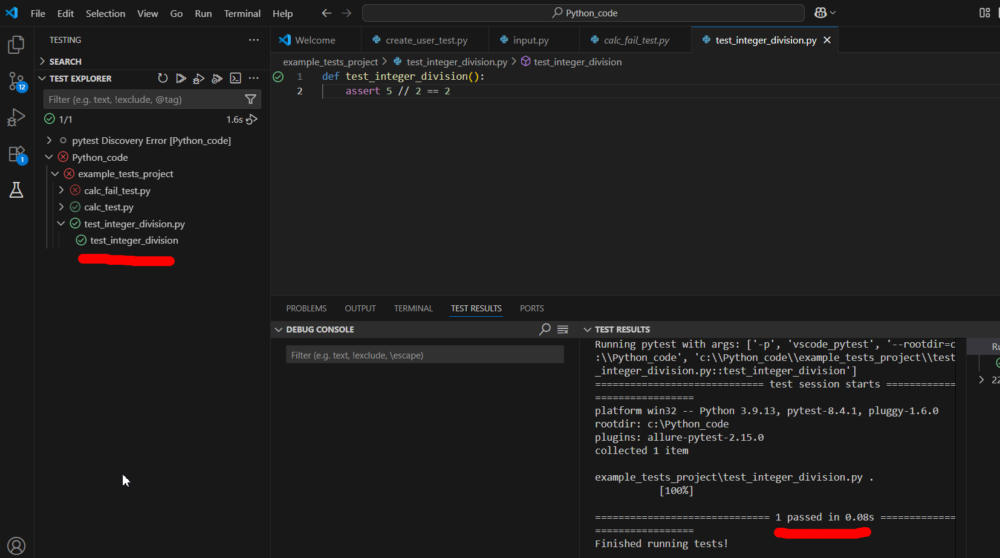 File Edit Selection View Go Run Terminal Help
Python_code
TESTING
Welcome create_user_test.py input.py calc_fail_test.py test_integer_division.py
SEARCH
example_tests_project > test_integer_division.py > test_integer_division
TEST EXPLORER
1 def test_integer_division():
2 assert 5 // 2 == 2
12
Filter (e.g. text, !exclude, @tag)
1/1 1.6s
pytest Discovery Error [Python_code]
Python_code
1
example_tests_project
calc_fail_test.py
calc_test.py
test_integer_division.py
test_integer_division
PROBLEMS OUTPUT TERMINAL TEST RESULTS PORTS
DEBUG CONSOLE
Filter (e.g. text, !exclude, \escape)
TEST RESULTS
Running pytest with args: ['-p', 'vscode_pytest', '--rootdir=c
:\\Python_code', 'c:\\Python_code\\example_tests_project\\test
_integer_division.py::test_integer_division']
============================= test session starts ============
=================
platform win32 -- Python 3.9.13, pytest-8.4.1, pluggy-1.6.0
rootdir: c:\Python_code
plugins: allure-pytest-2.15.0
collected 1 item
example_tests_project\test_integer_division.py .
[100%]
============================== 1 passed in 0.08s =============
=================
Finished running tests!
22